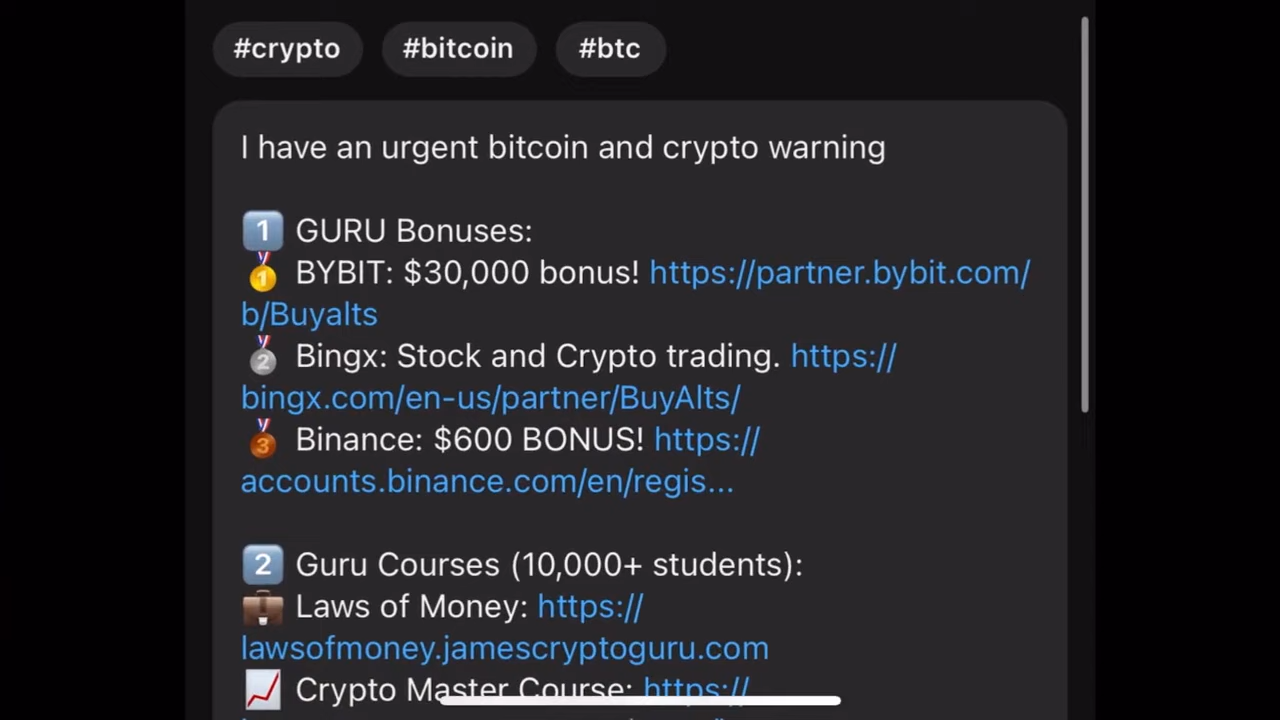 #crypto #bitcoin #btc
I have an urgent bitcoin and crypto warning
1️⃣ GURU Bonuses:
🥇 BYBIT: $30,000 bonus! https://partner.bybit.com/
b/Buyalts
🥈 Bingx: Stock and Crypto trading. https://
bingx.com/en-us/partner/BuyAlts/
🥉 Binance: $600 BONUS! https://
accounts.binance.com/en/regis...
2️⃣ Guru Courses (10,000+ students):
💼 Laws of Money: https://
lawsofmoney.jamescryptoguru.com
📈 Crypto Master Course: https://